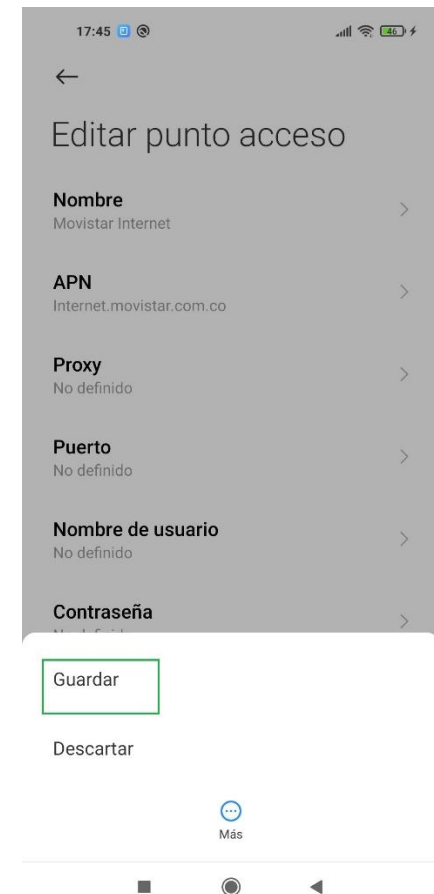 17:45
46
Editar punto acceso
Nombre
Movistar Internet
APN
Internet.movistar.com.co
Proxy
No definido
Puerto
No definido
Nombre de usuario
No definido
Contraseña
Guardar
Descartar
Más